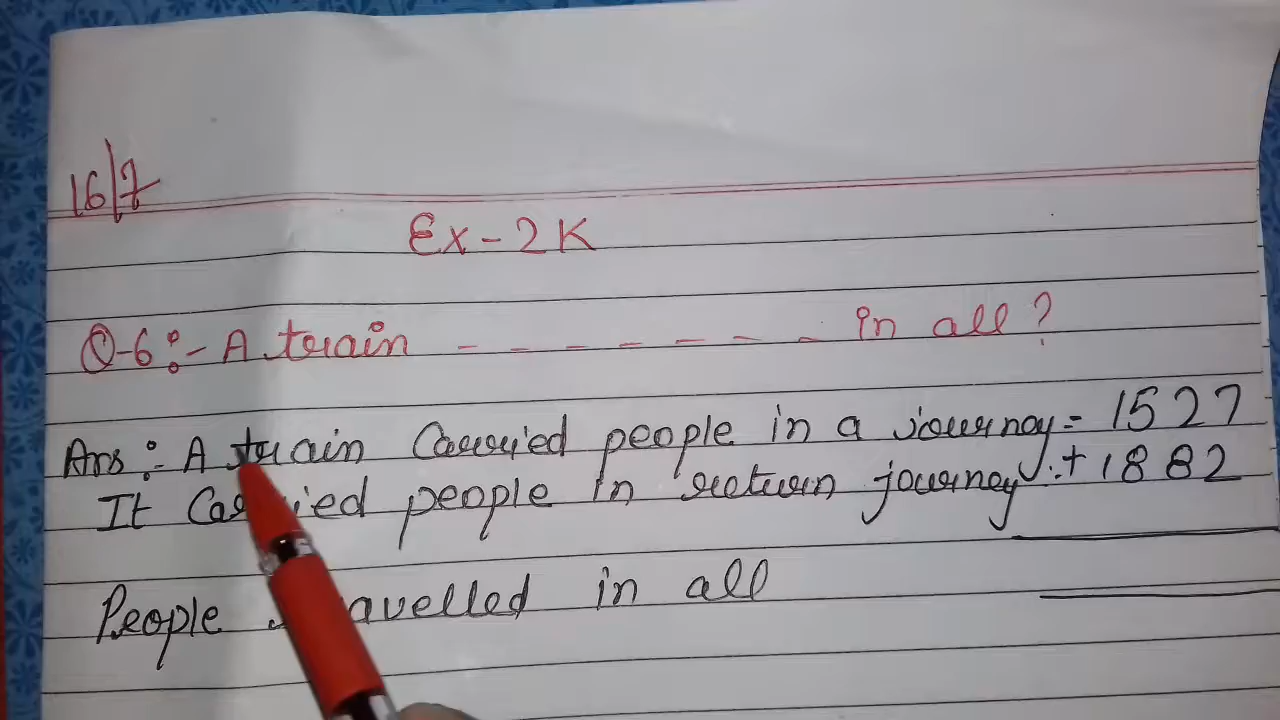 16/7
Ex-2K
Q-6:- A train - - - - - - - in all?
Ans:- A train Carried people in a journey = 1527
It Carried people in return journey :+ 1882
People travelled in all